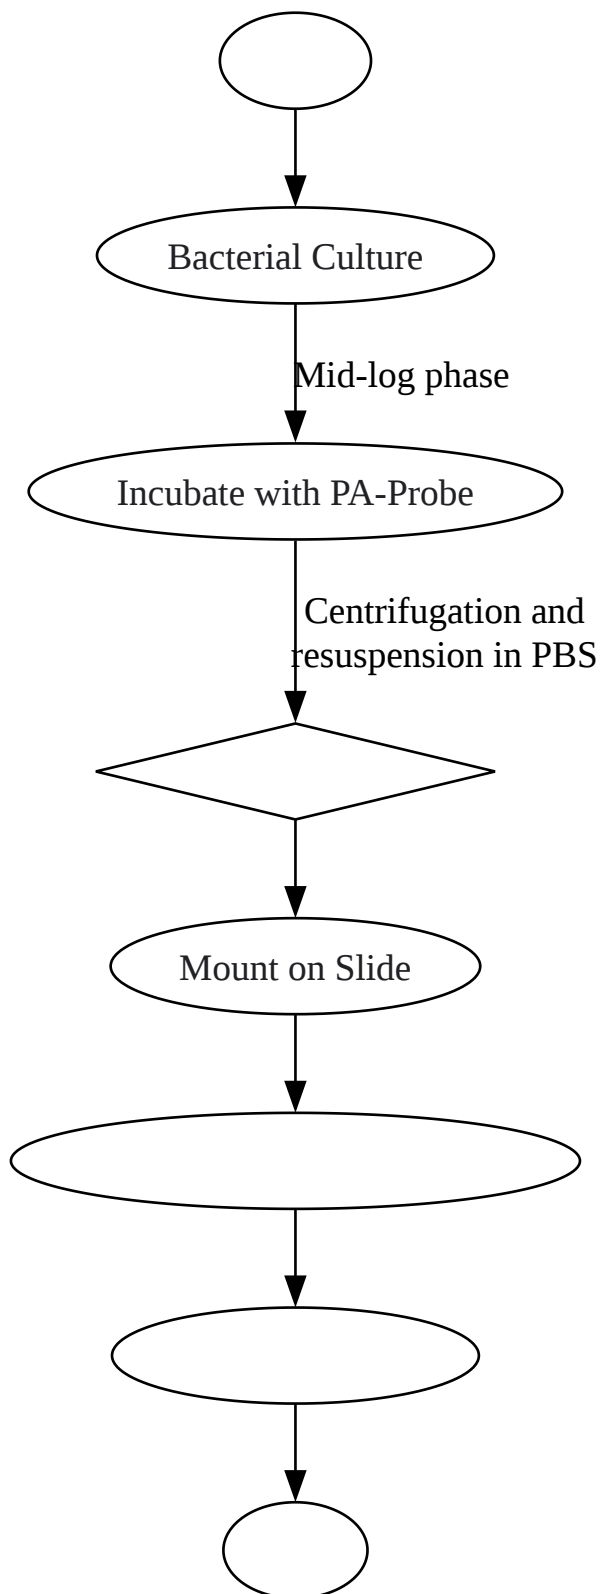 Bacterial Culture
Mid-log phase
Incubate with PA-Probe
Centrifugation and
resuspension in PBS
Mount on Slide